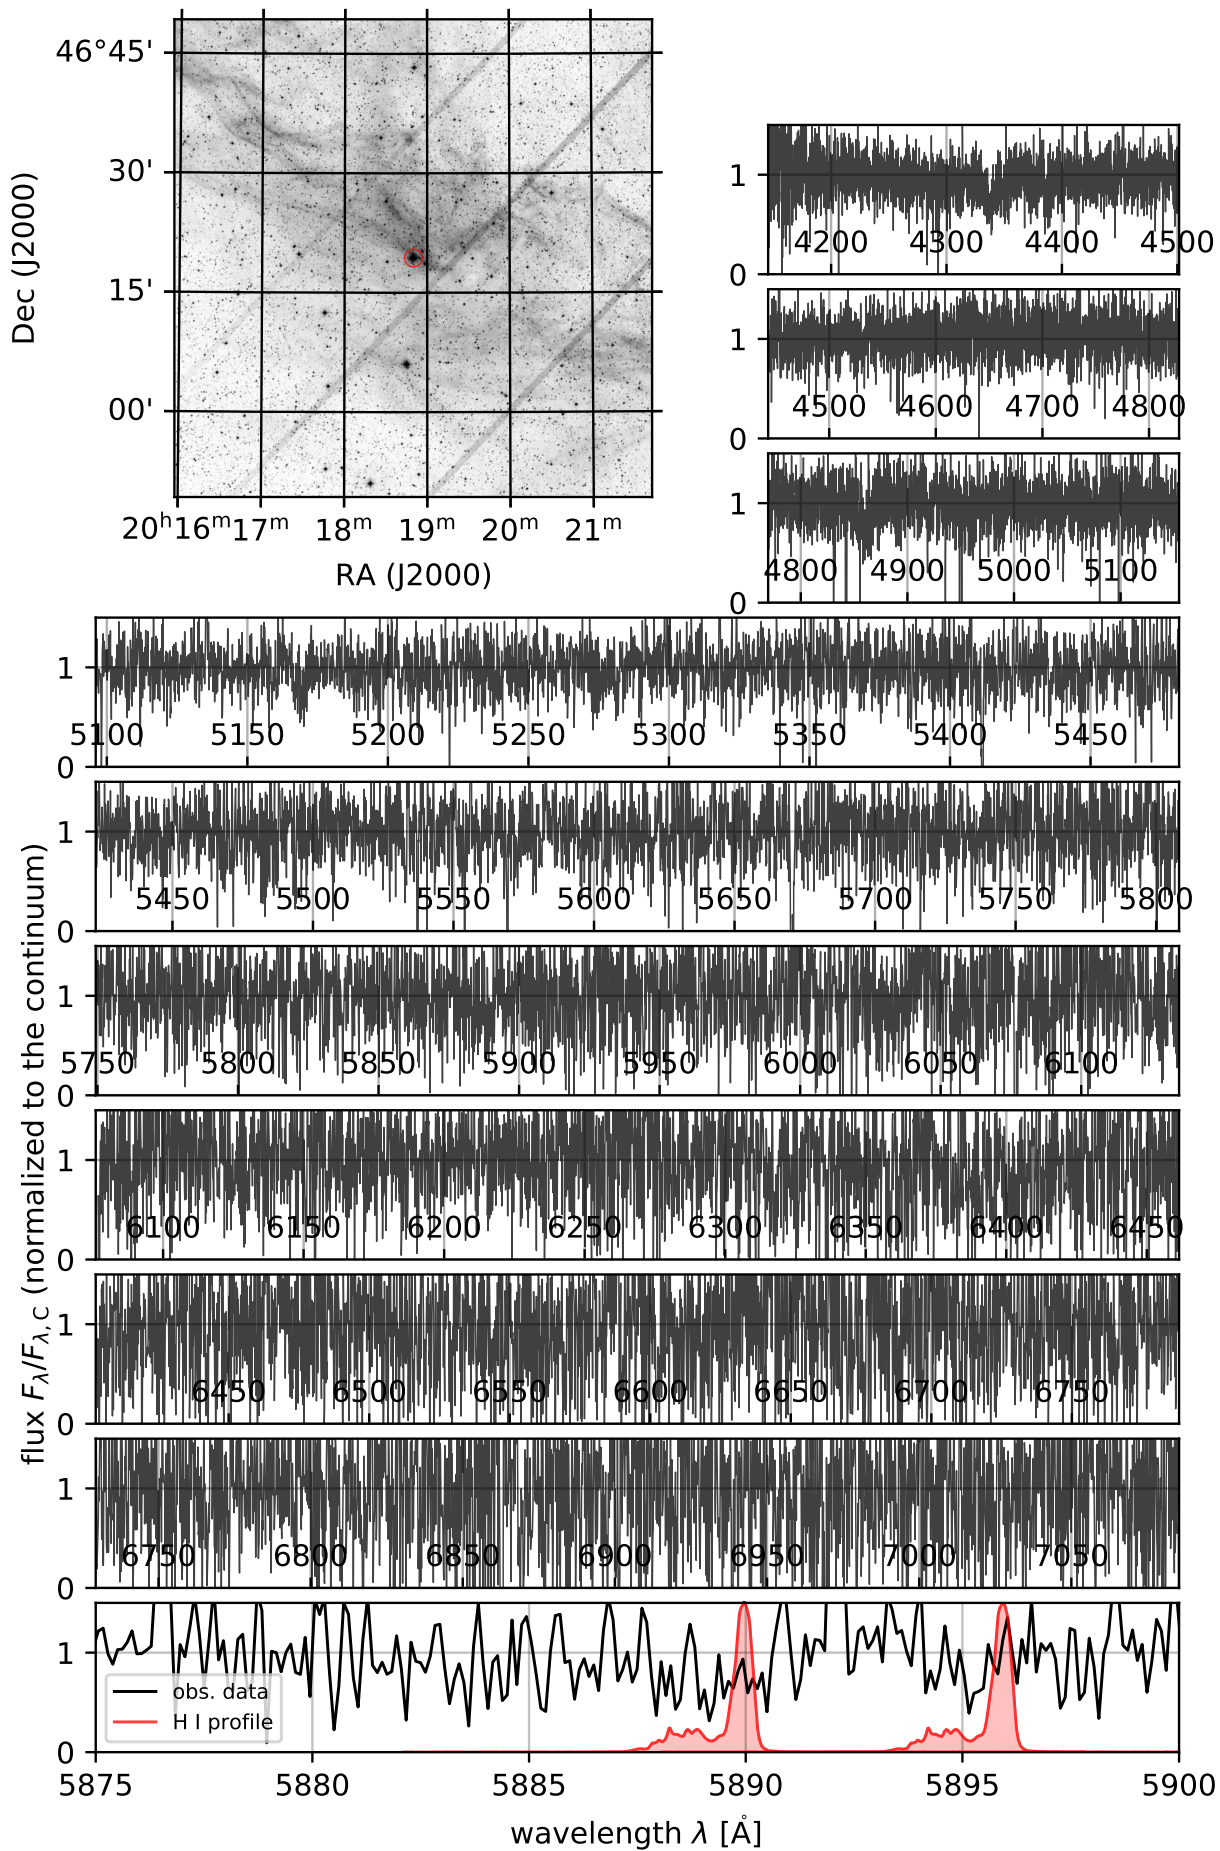 46°45'
30'
15'
00'
Dec (J2000)
20ʰ16ᵐ 17ᵐ 18ᵐ 19ᵐ 20ᵐ 21ᵐ
RA (J2000)
1
4200 4300 4400 4500
0
1
4500 4600 4700 4800
0
1
4800 4900 5000 5100
0
1
5100 5150 5200 5250 5300 5350 5400 5450
0
1
5450 5500 5550 5600 5650 5700 5750 5800
0
1
5750 5800 5850 5900 5950 6000 6050 6100
0
1
6100 6150 6200 6250 6300 6350 6400 6450
0
1
6450 6500 6550 6600 6650 6700 6750
0
1
6750 6800 6850 6900 6950 7000 7050
0
flux F_λ/F_λ,C (normalized to the continuum)
1
obs. data
H I profile
0
5875 5880 5885 5890 5895 5900
wavelength λ [Å]